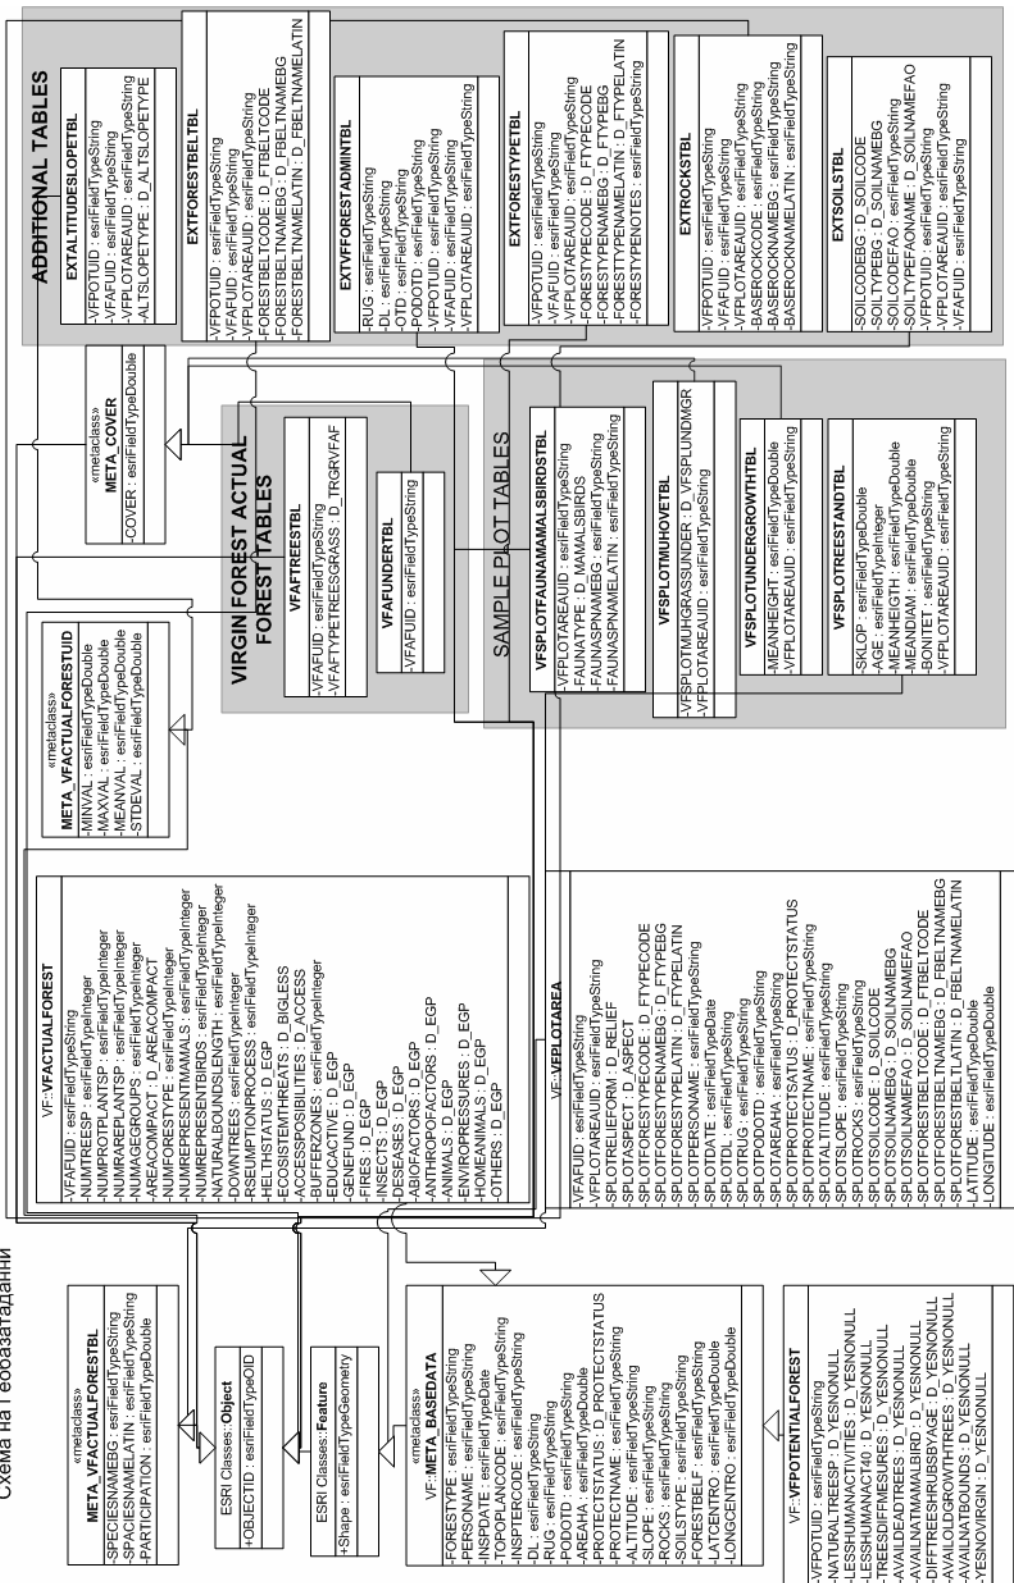 Схема на Геобазатаданни
«metaclass»
META_VFACTUALFORESTBL
-SPECIESNAMEBG : esriFieldTypeString
-SPACIESNAMELATIN : esriFieldTypeString
-PARTICIPATION : esriFieldTypeDouble
ESRI Classes::Object
+OBJECTID : esriFieldTypeOID
ESRI Classes::Feature
+Shape : esriFieldTypeGeometry
«metaclass»
VF::META_BASEDATA
-FORESTYPE : esriFieldTypeString
-PERSONAME : esriFieldTypeString
-INSPDATE : esriFieldTypeDate
-TOPOPLANCODE : esriFieldTypeString
-INSPTERCODE : esriFieldTypeString
-DL : esriFieldTypeString
-RUG : esriFieldTypeString
-PODOTD : esriFieldTypeString
-AREAHA : esriFieldTypeDouble
-PROTECTSTATUS : D_PROTECTSTATUS
-PROTECTNAME : esriFieldTypeString
-ALTITUDE : esriFieldTypeString
-SLOPE : esriFieldTypeString
-ROCKS : esriFieldTypeString
-SOILSTYPE : esriFieldTypeString
-FORESTBELF : esriFieldTypeString
-LATCENTRO : esriFieldTypeDouble
-LONGCENTRO : esriFieldTypeDouble
VF::VFPOTENTIALFOREST
-VFPOTUID : esriFieldTypeString
-NATURALTREESP : D_YESNONULL
-LESSHUMANACTIVITIES : D_YESNONULL
-LESSHUMANACT40 : D_YESNONULL
-TREESDIFFMESURES : D_YESNONULL
-AVAILDEADTREES : D_YESNONULL
-AVAILNATMAMALBIRD : D_YESNONULL
-DIFFTREESHRUBSBYAGE : D_YESNONULL
-AVAILOLDGROWTHTREES : D_YESNONULL
-AVAILNATBOUNDS : D_YESNONULL
-YESNOVIRGIN : D_YESNONULL
VF::VFACTUALFOREST
-VFAFUID : esriFieldTypeString
-NUMTREESP : esriFieldTypeInteger
-NUMPROTPLANTSP : esriFieldTypeInteger
-NUMRAREPLANTSP : esriFieldTypeInteger
-NUMAGEGROUPS : esriFieldTypeInteger
-AREACOMPACT : D_AREACOMPACT
-NUMFORESTYPE : esriFieldTypeInteger
-NUMREPRESENTMAMALS : esriFieldTypeInteger
-NUMREPRESENTBIRDS : esriFieldTypeInteger
-NATURALBOUNDSLENGTH : esriFieldTypeInteger
-DOWNTREES : esriFieldTypeInteger
-RSEUMPTIONPROCESS : esriFieldTypeInteger
-HELTHSTATUS : D_EGP
-ECOSISTEMTHREATS : D_BIGLESS
-ACCESSPOSIBILITIES : D_ACCESS
-BUFFERZONES : esriFieldTypeInteger
-EDUCACTIVE : D_EGP
-GENEFUND : D_EGP
-FIRES : D_EGP
-INSECTS : D_EGP
-DESEASES : D_EGP
-ABIOFACTORS : D_EGP
-ANTHROPOFACTORS : D_EGP
-ANIMALS : D_EGP
-ENVIROPRESSURES : D_EGP
-HOMEANIMALS : D_EGP
-OTHERS : D_EGP
VF::VFPLOTAREA
-VFAFUID : esriFieldTypeString
-VFPLOTAREAUID : esriFieldTypeString
-SPLOTRELIEFORM : D_RELIEF
-SPLOTASPECT : D_ASPECT
-SPLOTFORESTYPECODE : D_FTYPECODE
-SPLOTFORESTYPENAMEBG : D_FTYPEBG
-SPLOTFORESTYPELATIN : D_FTYPELATIN
-SPLOTPERSONAME : esriFieldTypeString
-SPLOTDATE : esriFieldTypeDate
-SPLOTDL : esriFieldTypeString
-SPLOTRUG : esriFieldTypeString
-SPLOTPODOTD : esriFieldTypeString
-SPLOTAREAHA : esriFieldTypeString
-SPLOTPROTECTSATUS : D_PROTECTSTATUS
-SPLOTPROTECTNAME : esriFieldTypeString
-SPLOTALTITUDE : esriFieldTypeString
-SPLOTSLOPE : esriFieldTypeString
-SPLOTROCKS : esriFieldTypeString
-SPLOTSOILCODE : D_SOILCODE
-SPLOTSOILNAMEBG : D_SOILNAMEBG
-SPLOTSOILNAMEFAO : D_SOILNAMEFAO
-SPLOTFORESTBELTCODE : D_FTBELTCODE
-SPLOTFORESTBELTNAMEBG : D_FBELTNAMEBG
-SPLOTFORESTBELTLATIN : D_FBELTNAMELATIN
-LATITUDE : esriFieldTypeDouble
-LONGITUDE : esriFieldTypeDouble
«metaclass»
META_VFACTUALFORESTUID
-MINVAL : esriFieldTypeDouble
-MAXVAL : esriFieldTypeDouble
-MEANVAL : esriFieldTypeDouble
-STDEVAL : esriFieldTypeDouble
«metaclass»
META_COVER
-COVER : esriFieldTypeDouble
VIRGIN FOREST ACTUAL
FOREST TABLES
VFAFTREESTBL
-VFAFUID : esriFieldTypeString
-VFAFTYPETREESGRASS : D_TRGRVFAF
VFAFUNDERTBL
-VFAFUID : esriFieldTypeString
SAMPLE PLOT TABLES
VFSPLOTFAUNAMAMALSBIRDSTBL
-VFPLOTAREAUID : esriFieldTypeString
-FAUNATYPE : D_MAMALSBIRDS
-FAUNASPNAMEBG : esriFieldTypeString
-FAUNASPNAMELATIN : esriFieldTypeString
VFSPLOTMUHOVETBL
-VFSPLOTMUHGRASSUNDER : D_VFSPLUNDMGR
-VFPLOTAREAUID : esriFieldTypeString
VFSPLOTUNDERGROWTHTBL
-MEANHEIGHT : esriFieldTypeDouble
-VFPLOTAREAUID : esriFieldTypeString
VFSPLOTREESTANDTBL
-SKLOP : esriFieldTypeDouble
-AGE : esriFieldTypeInteger
-MEANHEIGTH : esriFieldTypeDouble
-MEANDIAM : esriFieldTypeDouble
-BONITET : esriFieldTypeString
-VFPLOTAREAUID : esriFieldTypeString
ADDITIONAL TABLES
EXTALTITUDESLOPETBL
-VFPOTUID : esriFieldTypeString
-VFAFUID : esriFieldTypeString
-VFPLOTAREAUID : esriFieldTypeString
-ALTSLOPETYPE : D_ALTSLOPETYPE
EXTFORESTBELTBL
-VFPOTUID : esriFieldTypeString
-VFAFUID : esriFieldTypeString
-VFPLOTAREAUID : esriFieldTypeString
-FORESTBELTCODE : D_FTBELTCODE
-FORESTBELTNAMEBG : D_FBELTNAMEBG
-FORESTBELTNAMELATIN : D_FBELTNAMELATIN
EXTVFFORESTADMINTBL
-RUG : esriFieldTypeString
-DL : esriFieldTypeString
-OTD : esriFieldTypeString
-PODOTD : esriFieldTypeString
-VFPOTUID : esriFieldTypeString
-VFAFUID : esriFieldTypeString
-VFPLOTAREAUID : esriFieldTypeString
EXTFORESTYPETBL
-VFPOTUID : esriFieldTypeString
-VFAFUID : esriFieldTypeString
-VFPLOTAREAUID : esriFieldTypeString
-FORESTYPECODE : D_FTYPECODE
-FORESTYPENAMEBG : D_FTYPEBG
-FORESTYPENAMELATIN : D_FTYPELATIN
-FORESTYPENOTES : esriFieldTypeString
EXTROCKSTBL
-VFPOTUID : esriFieldTypeString
-VFAFUID : esriFieldTypeString
-VFPLOTAREAUID : esriFieldTypeString
-BASEROCKCODE : esriFieldTypeString
-BASEROCKNAMEBG : esriFieldTypeString
-BASEROCKNAMELATIN : esriFieldTypeString
EXTSOILSTBL
-SOILCODEBG : D_SOILCODE
-SOILTYPEBG : D_SOILNAMEBG
-SOILCODEFAO : esriFieldTypeString
-SOILTYPEFAONAME : D_SOILNAMEFAO
-VFPOTUID : esriFieldTypeString
-VFPLOTAREAUID : esriFieldTypeString
-VFAFUID : esriFieldTypeString